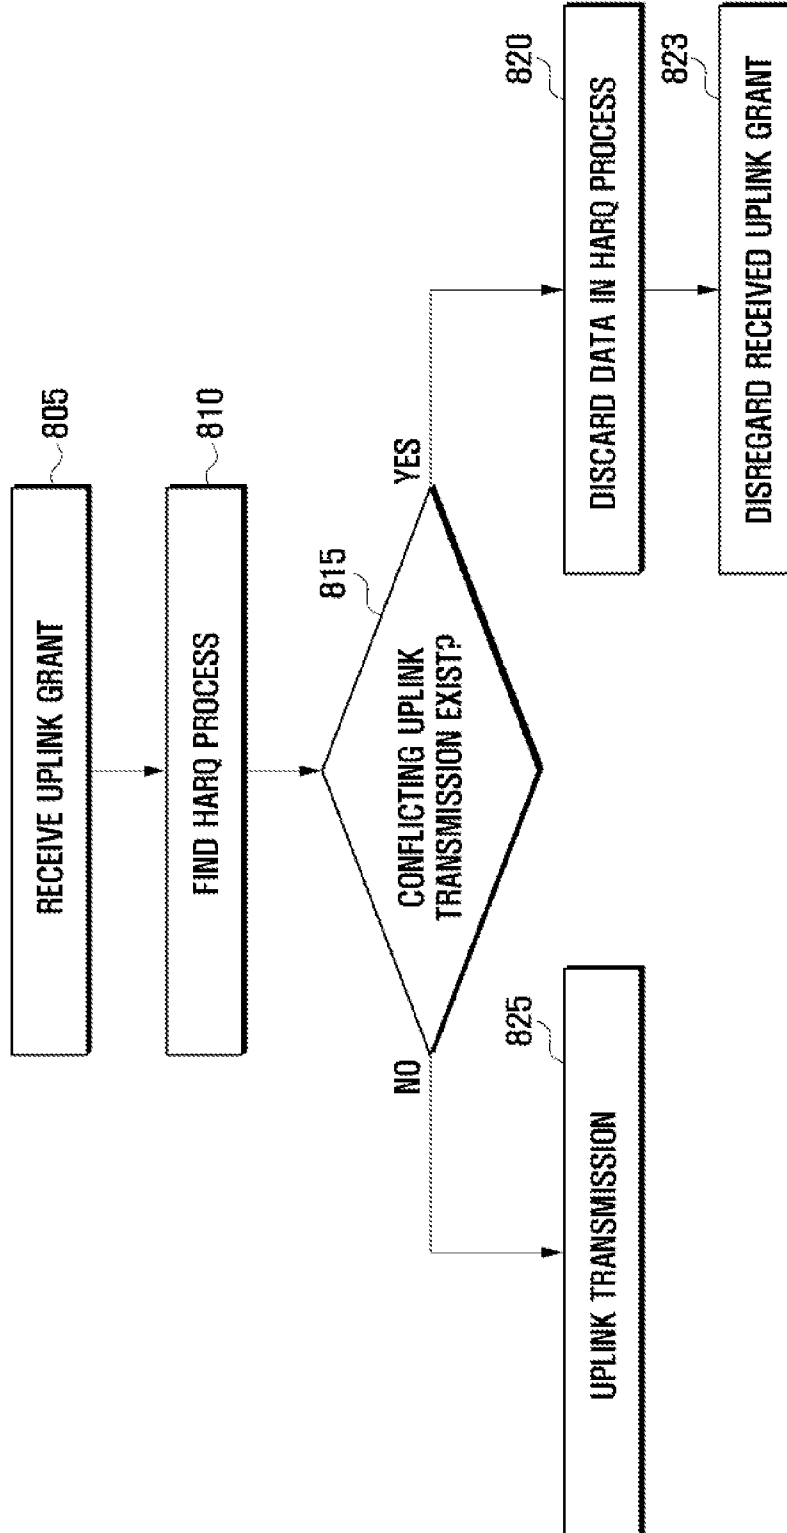 RECEIVE UPLINK GRANT
805
FIND HARQ PROCESS
810
CONFLICTING UPLINK
TRANSMISSION EXIST?
815
NO
YES
UPLINK TRANSMISSION
825
DISCARD DATA IN HARQ PROCESS
820
DISREGARD RECEIVED UPLINK GRANT
823